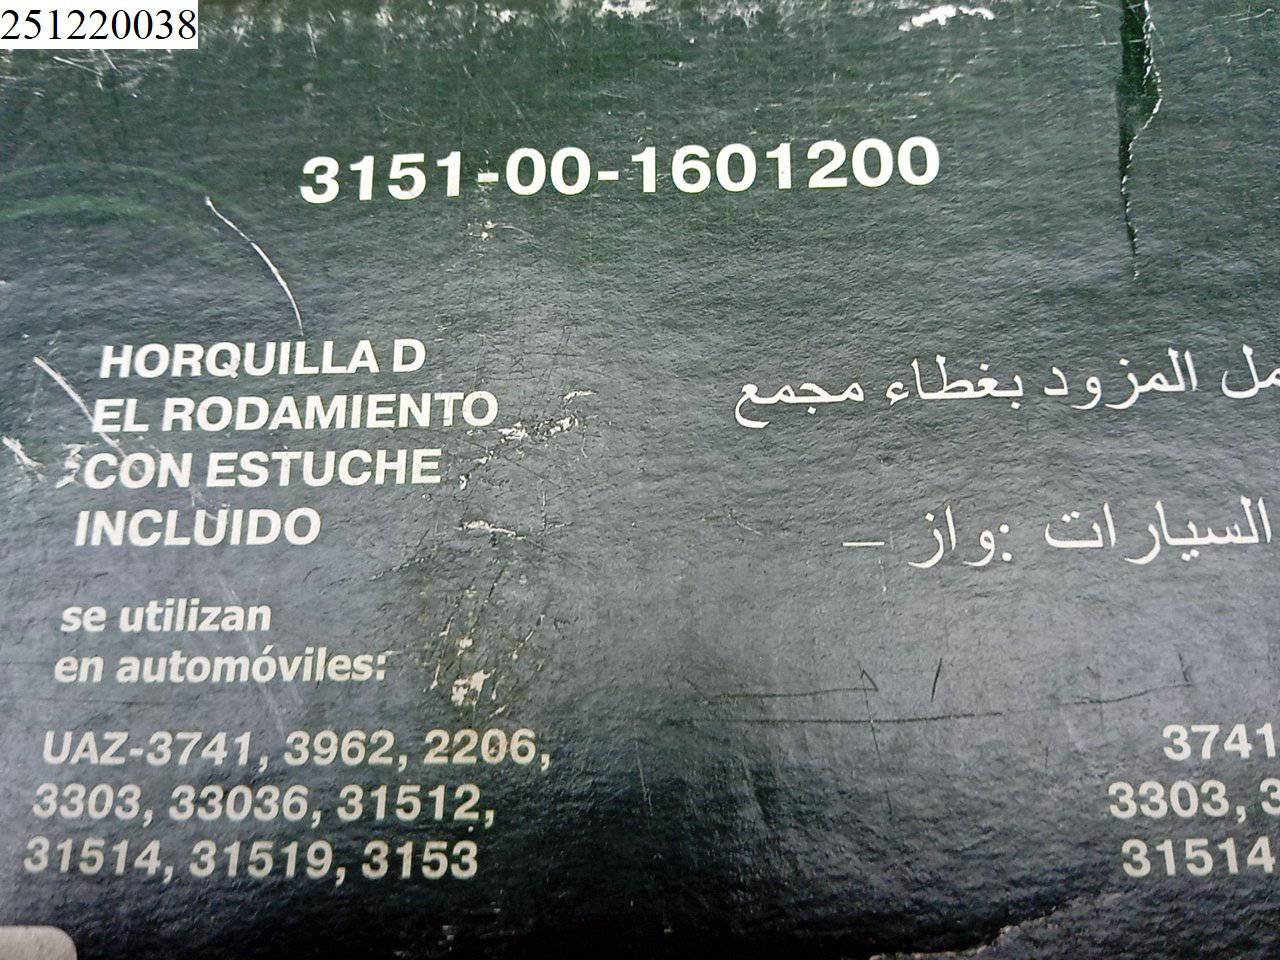 251220038
3151-00-1601200
HORQUILLA D
EL RODAMIENTO
CON ESTUCHE
INCLUIDO
se utilizan
en automóviles:
UAZ-3741, 3962, 2206,
3303, 33036, 31512,
31514, 31519, 3153
المزود بغطاء مجمع
السيارات :واز –
3741
3303,
31514